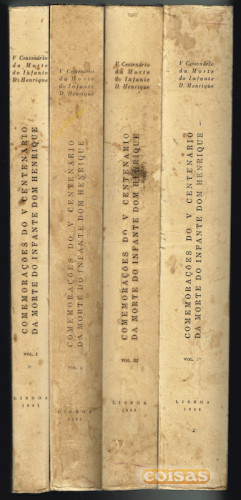 V Centenário
da Morte
do Infante
D. Henrique
COMEMORAÇÕES DO V CENTENÁRIO
DA MORTE DO INFANTE DOM HENRIQUE
VOL. I
LISBOA
V Centenário
da Morte
do Infante
D. Henrique
COMEMORAÇÕES DO V CENTENÁRIO
DA MORTE DO INFANTE DOM HENRIQUE
VOL.
LISBOA
V Centenário
da Morte
do Infante
D. Henrique
COMEMORAÇÕES DO V CENTENÁRIO
DA MORTE DO INFANTE DOM HENRIQUE
VOL. III
LISBOA
V Centenário
da Morte
do Infante
D. Henrique
COMEMORAÇÕES DO V CENTENÁRIO
DA MORTE DO INFANTE DOM HENRIQUE
VOL.
LISBOA
coisas